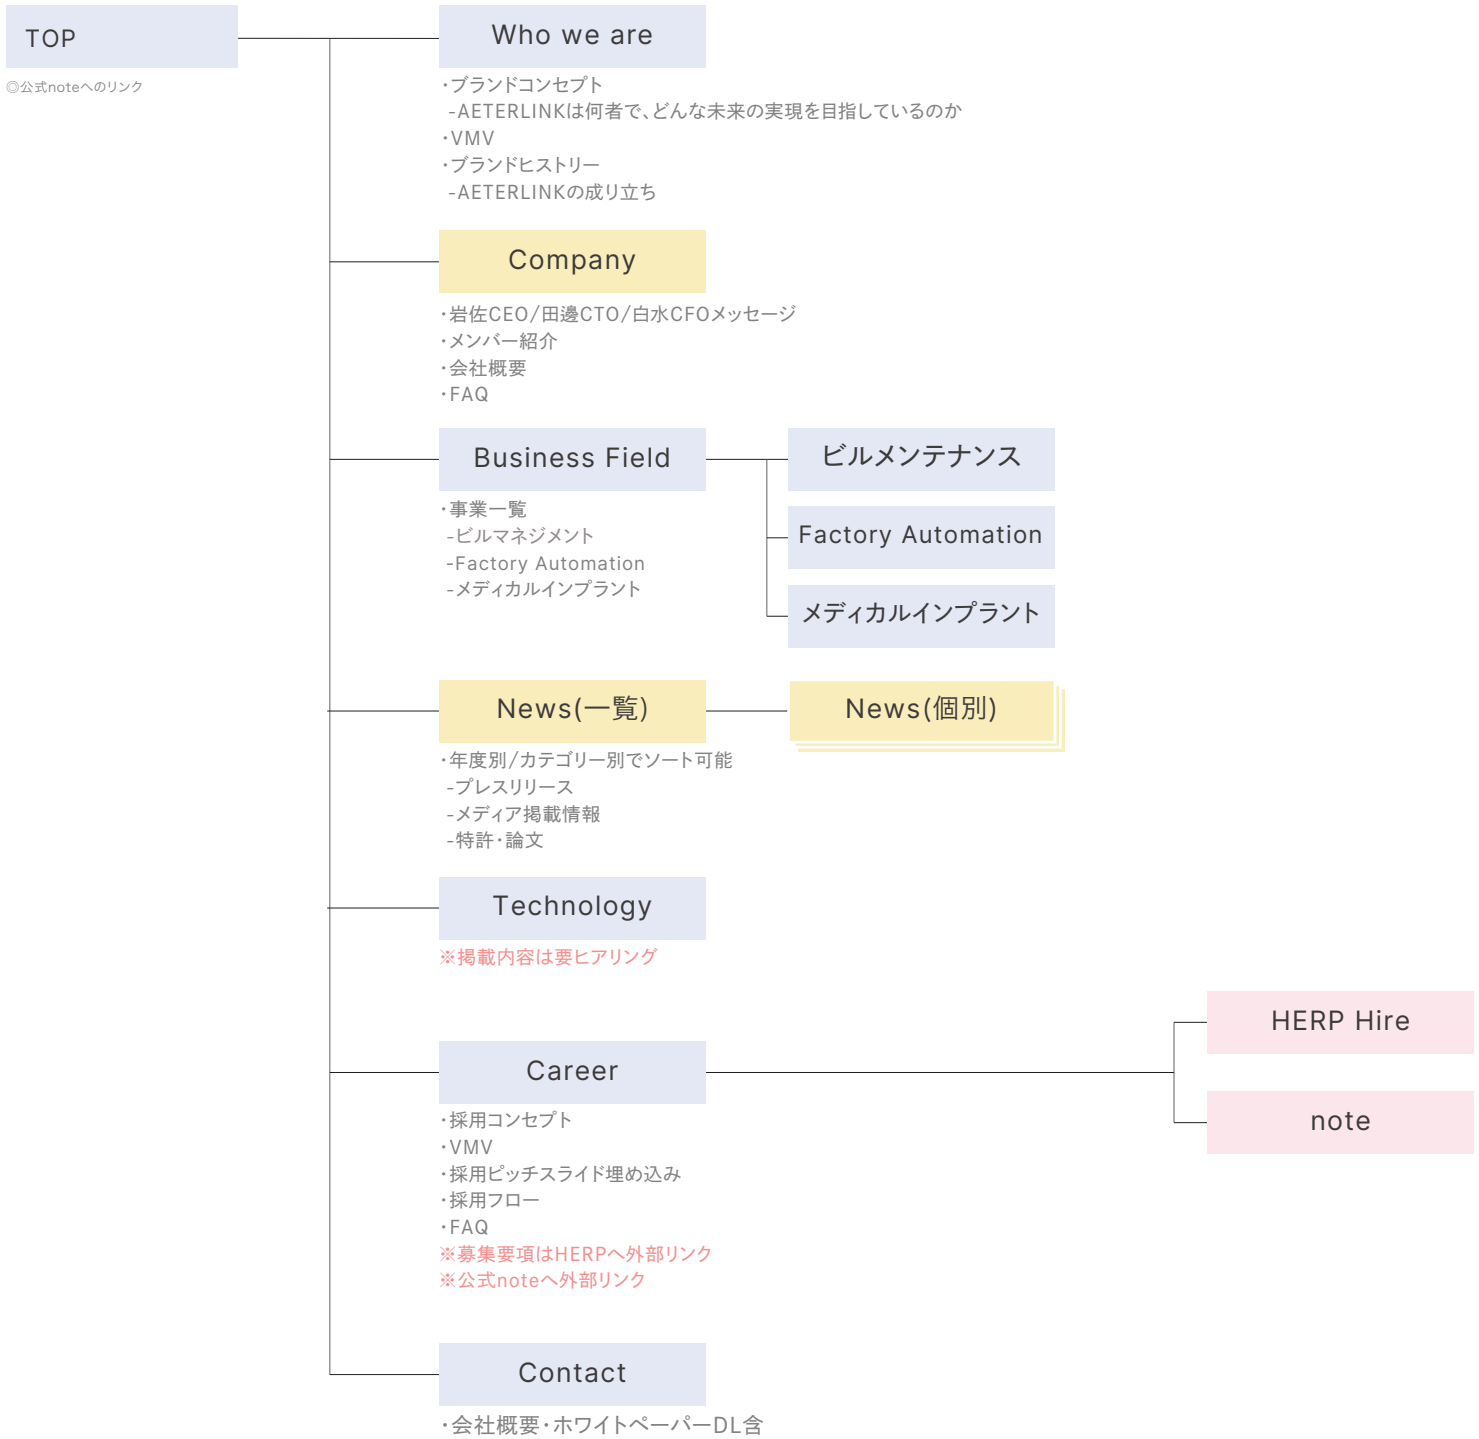 TOP
◎公式noteへのリンク
Who we are
・ブランドコンセプト
-AETERLINKは何者で、どんな未来の実現を目指しているのか
・VMV
・ブランドヒストリー
-AETERLINKの成り立ち
Company
・岩佐CEO/田邊CTO/白水CFOメッセージ
・メンバー紹介
・会社概要
・FAQ
Business Field
・事業一覧
-ビルマネジメント
-Factory Automation
-メディカルインプラント
ビルメンテナンス
Factory Automation
メディカルインプラント
News(一覧)
・年度別/カテゴリー別でソート可能
-プレスリリース
-メディア掲載情報
-特許・論文
News(個別)
Technology
※掲載内容は要ヒアリング
Career
・採用コンセプト
・VMV
・採用ピッチスライド埋め込み
・採用フロー
・FAQ
※募集要項はHERPへ外部リンク
※公式noteへ外部リンク
HERP Hire
note
Contact
・会社概要・ホワイトペーパーDL含